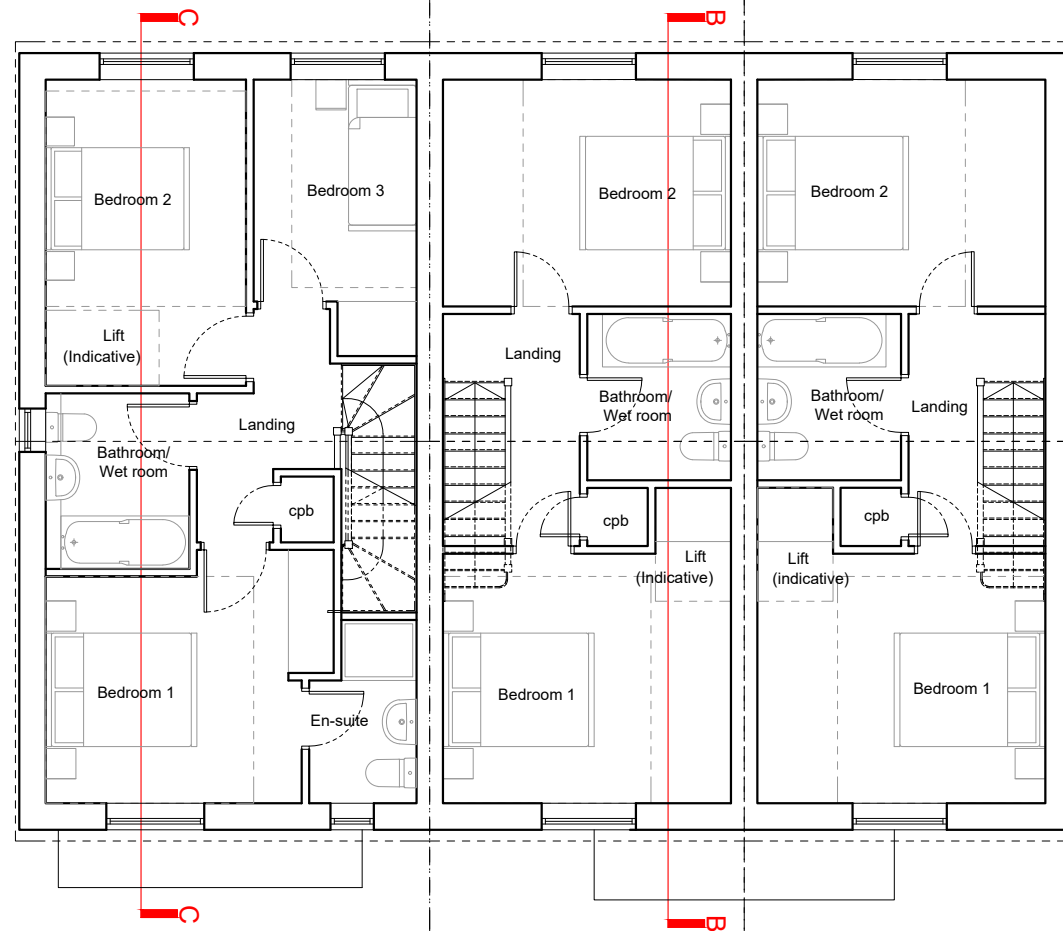 C
B
Bedroom 2
Bedroom 3
Bedroom 2
Bedroom 2
Lift
(Indicative)
Landing
Bathroom/
Wet room
Landing
cpb
Bathroom/
Wet room
Bathroom/
Wet room
Landing
cpb
cpb
Lift
(Indicative)
Lift
(indicative)
Bedroom 1
En-suite
Bedroom 1
Bedroom 1
C
B